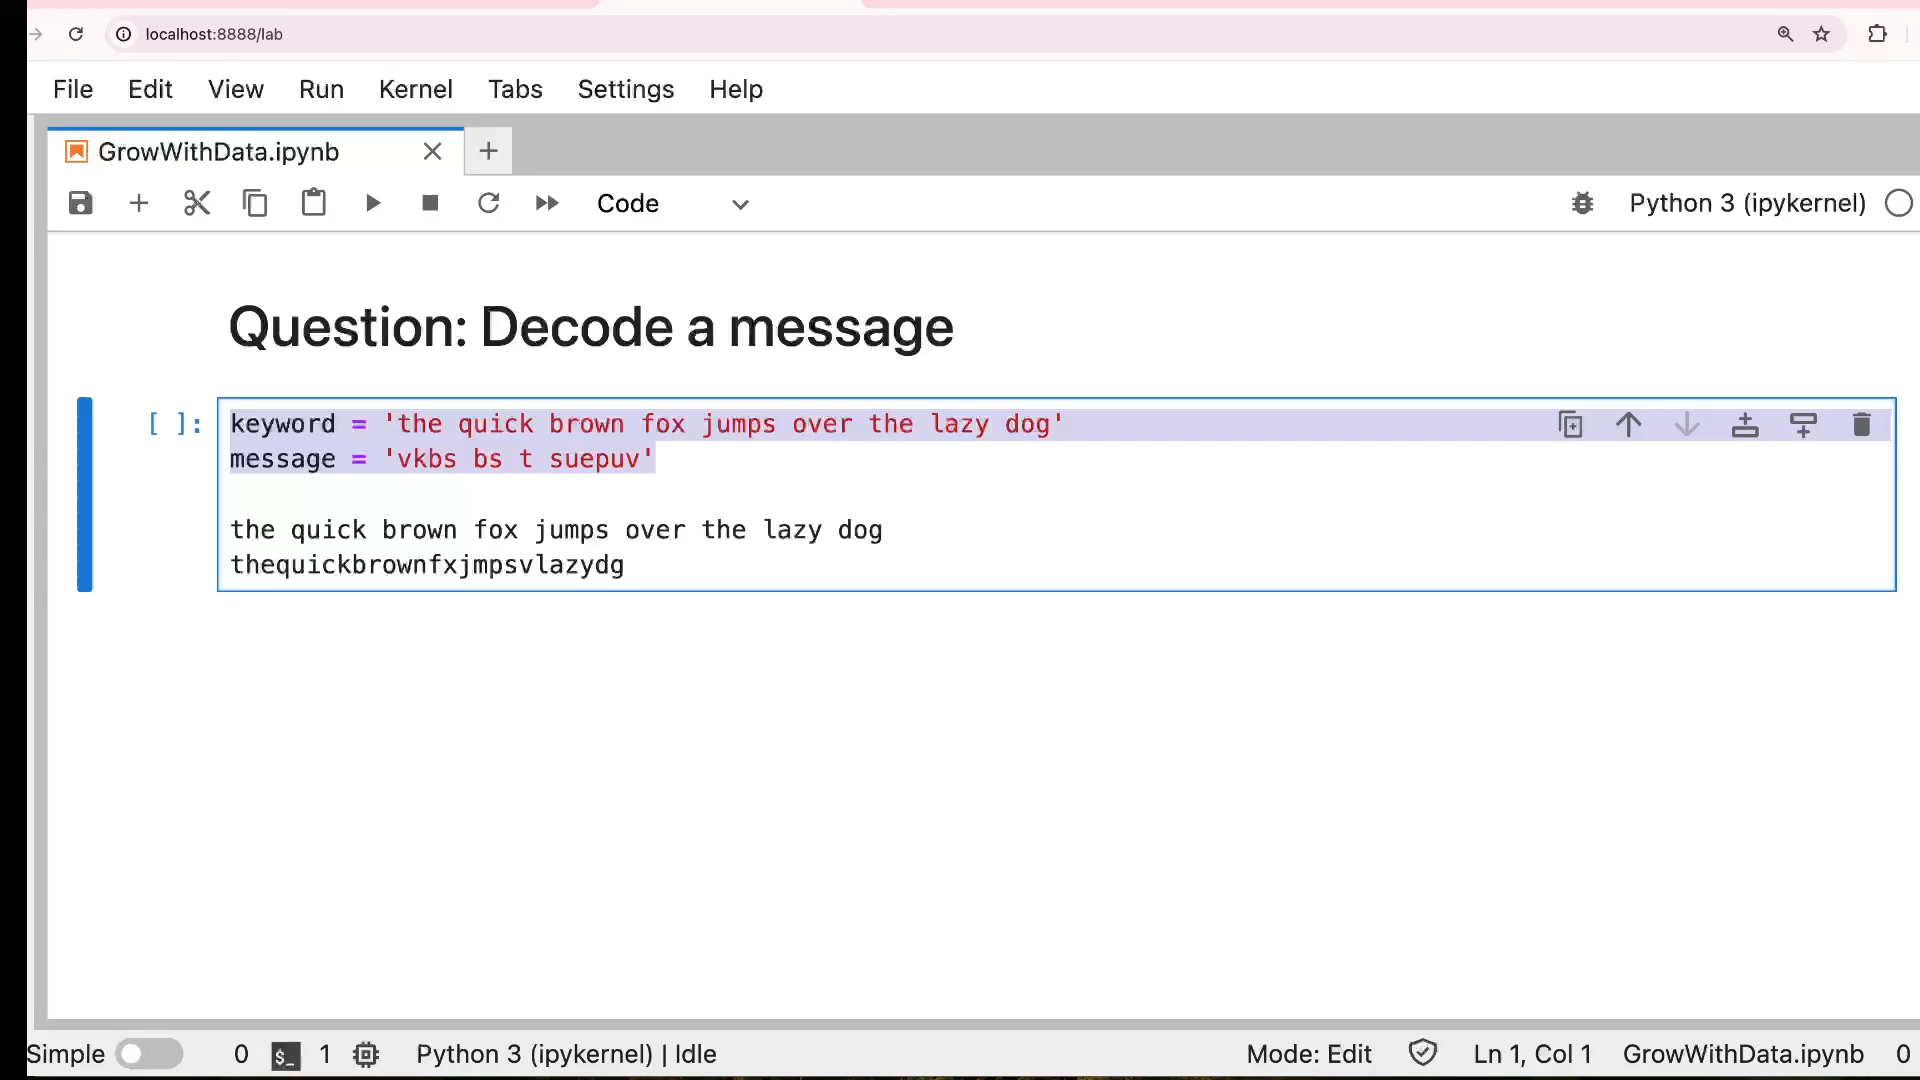 localhost:8888/lab
File Edit View Run Kernel Tabs Settings Help
GrowWithData.ipynb
Code
Python 3 (ipykernel)
Question: Decode a message
[ ]:
keyword = 'the quick brown fox jumps over the lazy dog'
message = 'vkbs bs t suepuv'
the quick brown fox jumps over the lazy dog
thequickbrownfxjmpsvlazydg
Simple 0 $_ 1 Python 3 (ipykernel) | Idle Mode: Edit Ln 1, Col 1 GrowWithData.ipynb 0